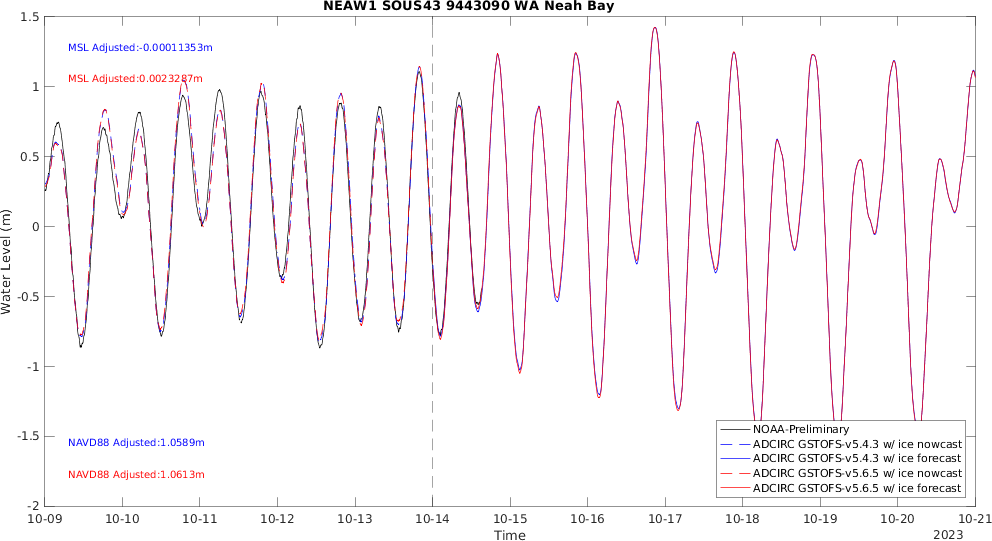 NEAW1 SOUS43 9443090 WA Neah Bay
1.5
1
0.5
0
-0.5
-1
-1.5
-2
Water Level (m)
MSL Adjusted:-0.00011353m
MSL Adjusted:0.0023287m
NAVD88 Adjusted:1.0589m
NAVD88 Adjusted:1.0613m
NOAA-Preliminary
ADCIRC GSTOFS-v5.4.3 w/ ice nowcast
ADCIRC GSTOFS-v5.4.3 w/ ice forecast
ADCIRC GSTOFS-v5.6.5 w/ ice nowcast
ADCIRC GSTOFS-v5.6.5 w/ ice forecast
10-09 10-10 10-11 10-12 10-13 10-14 10-15 10-16 10-17 10-18 10-19 10-20 10-21
Time
2023